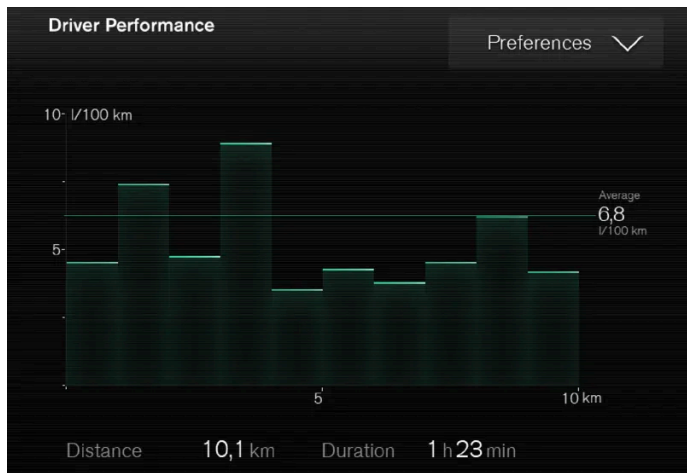 Driver Performance
Preferences
10- l/100 km
Average
6,8
l/100 km
5-
5
10 km
Distance 10,1 km Duration 1 h 23 min